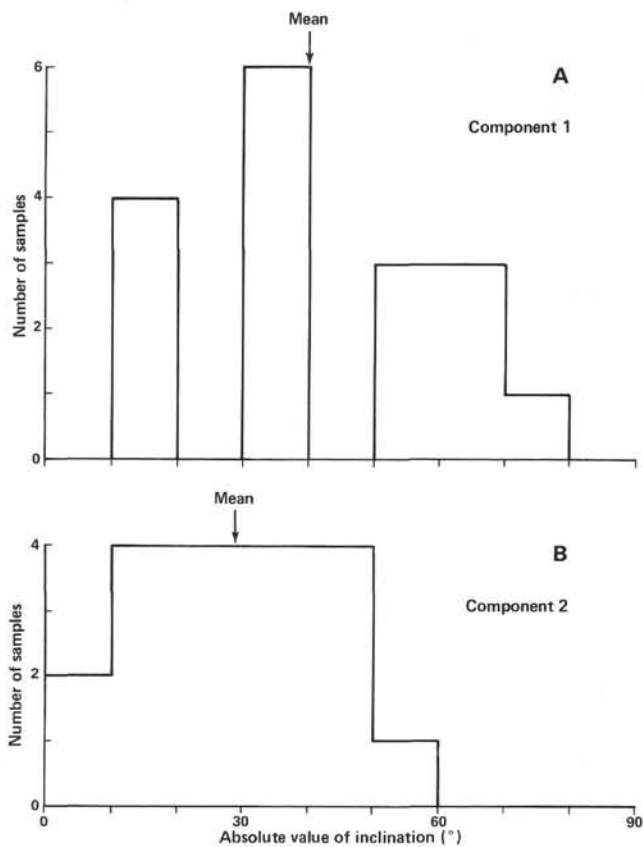 Mean
A
Component 1
Number of samples
6
4
2
0
Mean
B
Component 2
Number of samples
4
2
0
0
30
60
90
Absolute value of inclination (°)